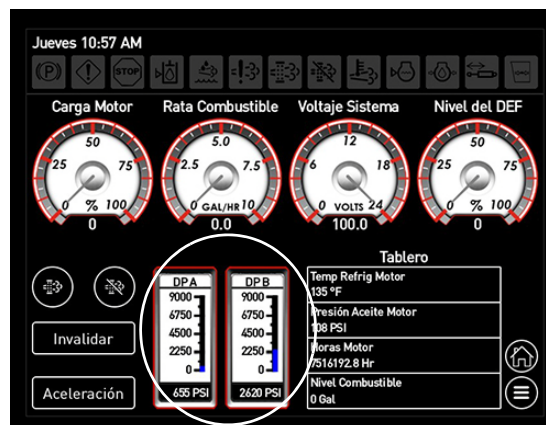 Jueves 10:57 AM
(P) ! STOP
Carga Motor Rata Combustible Voltaje Sistema Nivel del DEF
50 5.0 12 50
25 75 2.5 7.5 6 18 25 75
0 % 100 0 GAL/HR 10 0 VOLTS 24 0 % 100
0 0.0 100.0 0
Tablero
DP A DP B
9000 9000
6750 6750
4500 4500
2250 2250
0 0
655 PSI 2620 PSI
Temp Refrig Motor
135 °F
Presión Aceite Motor
108 PSI
Horas Motor
7516192.8 Hr
Nivel Combustible
0 Gal
Invalidar
Aceleración